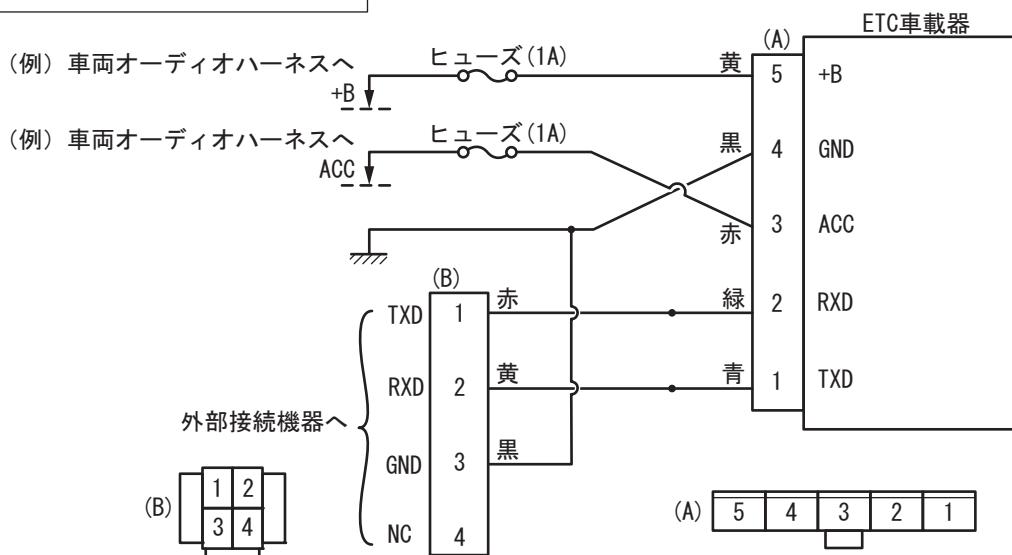 ETC車載器
(A)
(例) 車両オーディオハーネスへ
ヒューズ(1A)
黄
5
+B
+B
(例) 車両オーディオハーネスへ
ヒューズ(1A)
黒
4
GND
ACC
赤
3
ACC
(B)
TXD
1
赤
緑
2
RXD
RXD
2
黄
青
1
TXD
外部接続機器へ
GND
3
黒
NC
4
(B)
1 2
3 4
(A)
5 4 3 2 1